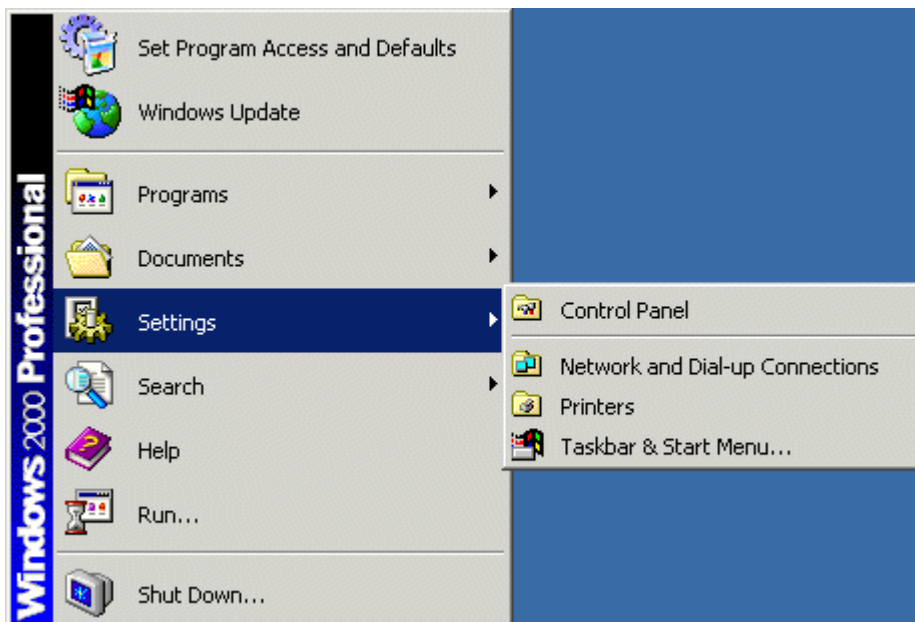 Windows 2000 Professional
Set Program Access and Defaults
Windows Update
Programs
Documents
Settings
Search
Help
Run...
Shut Down...
Control Panel
Network and Dial-up Connections
Printers
Taskbar & Start Menu...